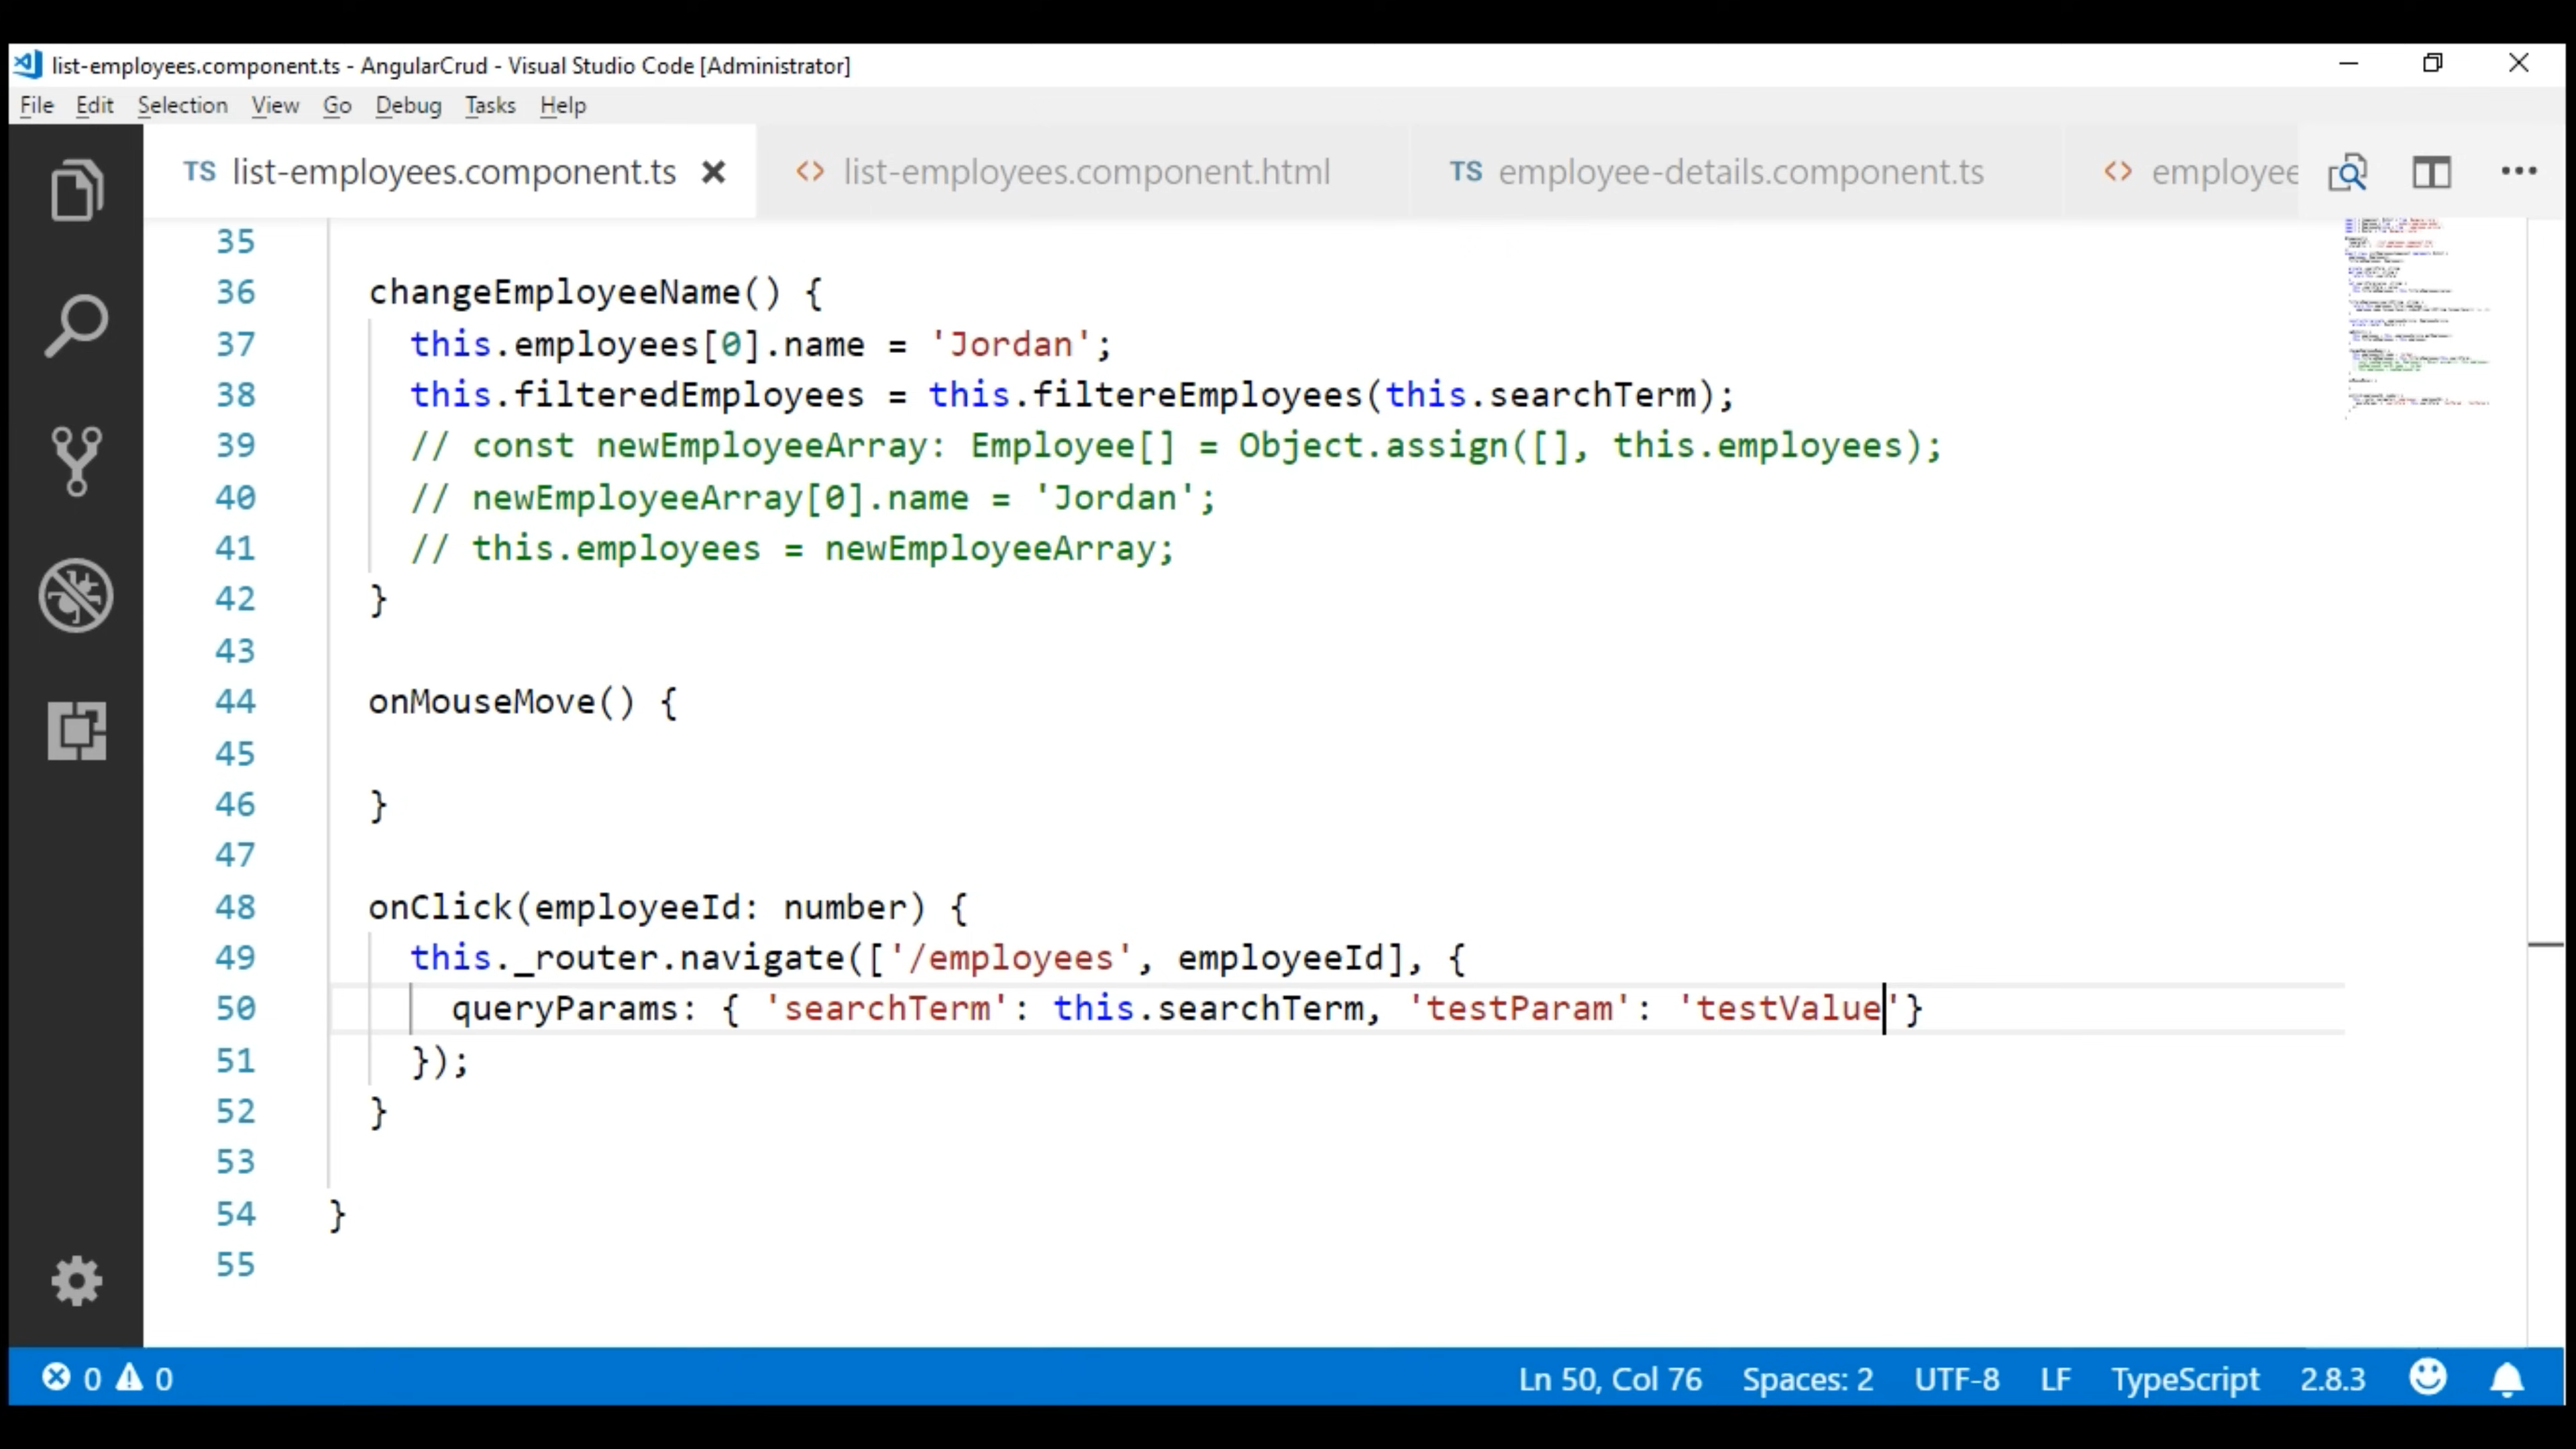 list-employees.component.ts - AngularCrud - Visual Studio Code [Administrator]
File Edit Selection View Go Debug Tasks Help
TS list-employees.component.ts <> list-employees.component.html TS employee-details.component.ts <> employee
35
36 changeEmployeeName() {
37 this.employees[0].name = 'Jordan';
38 this.filteredEmployees = this.filtereEmployees(this.searchTerm);
39 // const newEmployeeArray: Employee[] = Object.assign([], this.employees);
40 // newEmployeeArray[0].name = 'Jordan';
41 // this.employees = newEmployeeArray;
42 }
43
44 onMouseMove() {
45
46 }
47
48 onClick(employeeId: number) {
49 this._router.navigate(['/employees', employeeId], {
50 queryParams: { 'searchTerm': this.searchTerm, 'testParam': 'testValue'}
51 });
52 }
53
54 }
55
0 0 Ln 50, Col 76 Spaces: 2 UTF-8 LF TypeScript 2.8.3